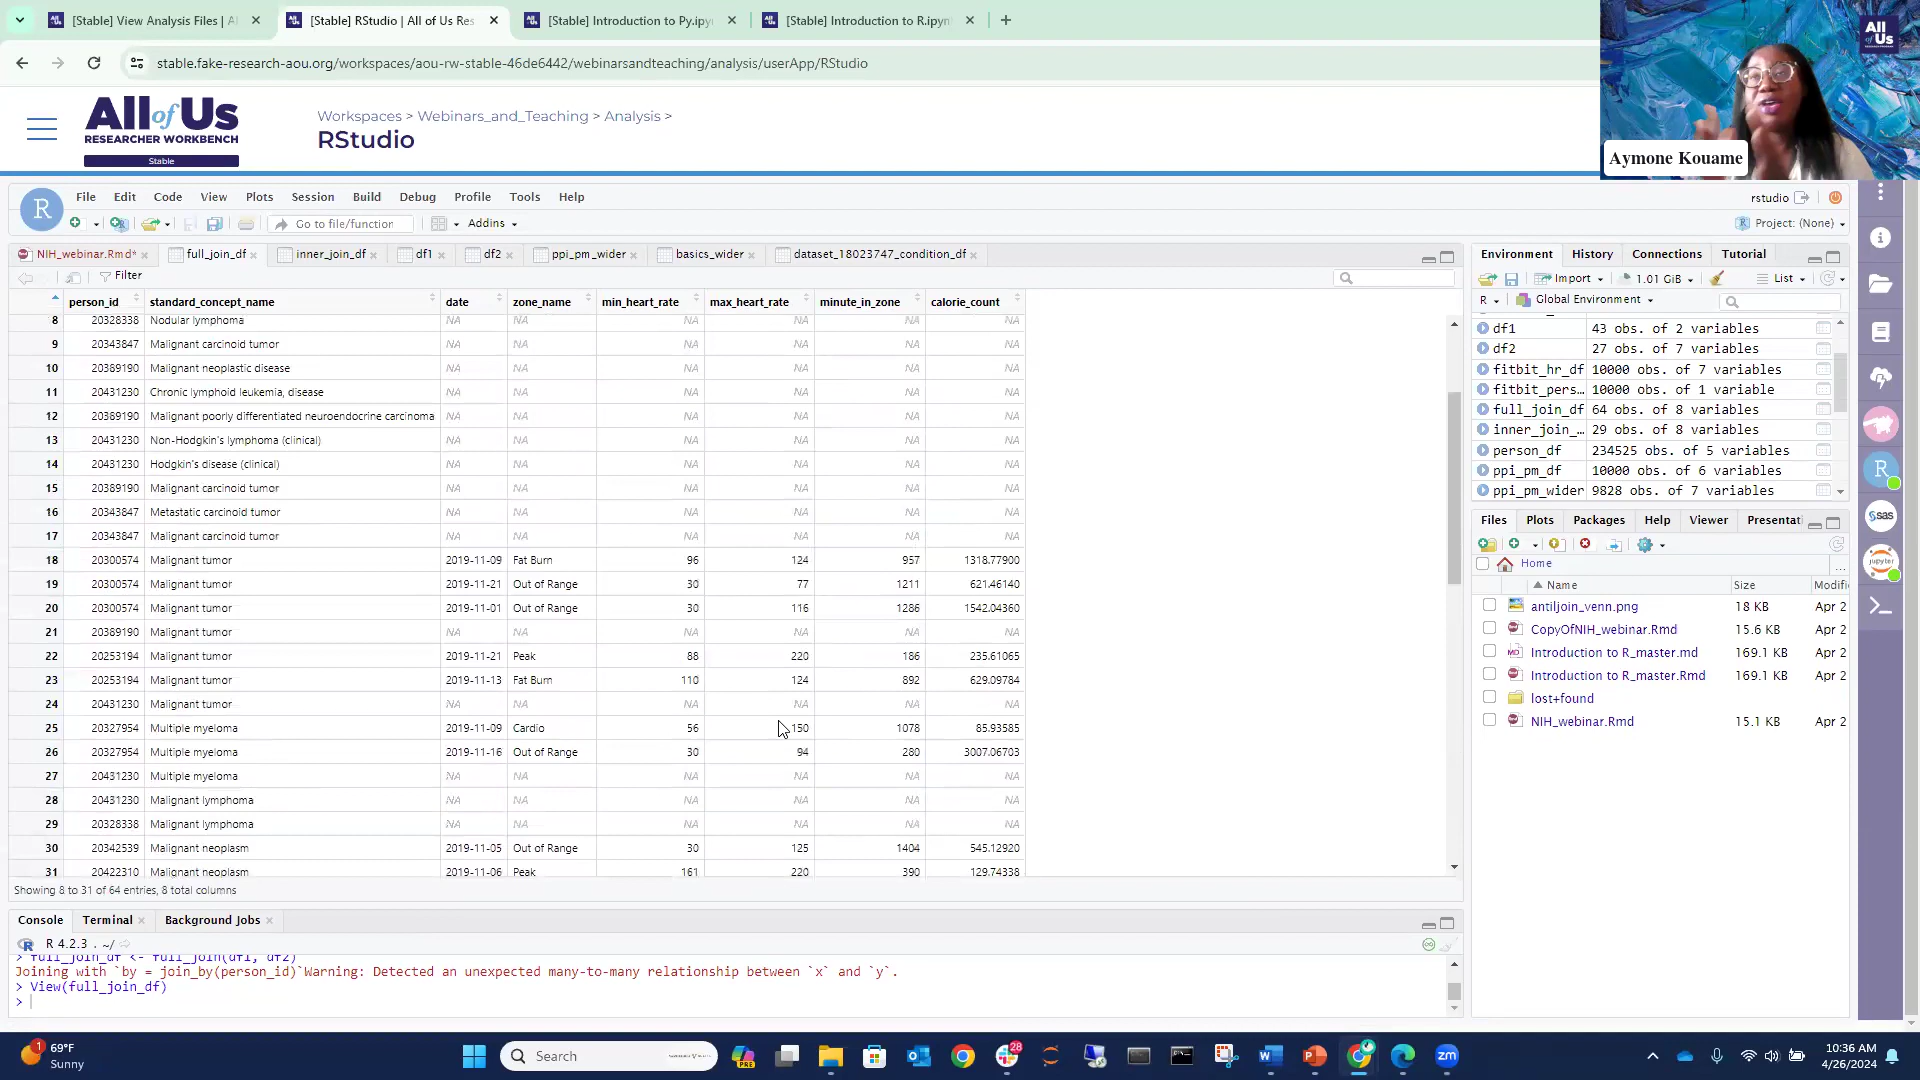 [Stable] View Analysis Files | A
[Stable] RStudio | All of Us Res
[Stable] Introduction to Py.ipy
[Stable] Introduction to R.ipyn
stable.fake-research-aou.org/workspaces/aou-rw-stable-46de6442/webinarsandteaching/analysis/userApp/RStudio
All of Us
RESEARCHER WORKBENCH
Stable
Workspaces > Webinars_and_Teaching > Analysis >
RStudio
All of Us
Aymone Kouame
File Edit Code View Plots Session Build Debug Profile Tools Help
rstudio
Go to file/function Addins
Project: (None)
NIH_webinar.Rmd* full_join_df inner_join_df df1 df2 ppi_pm_wider basics_wider dataset_18023747_condition_df
Filter
person_id standard_concept_name date zone_name min_heart_rate max_heart_rate minute_in_zone calorie_count
8 20328338 Nodular lymphoma NA NA NA NA NA NA
9 20343847 Malignant carcinoid tumor NA NA NA NA NA NA
10 20389190 Malignant neoplastic disease NA NA NA NA NA NA
11 20431230 Chronic lymphoid leukemia, disease NA NA NA NA NA NA
12 20389190 Malignant poorly differentiated neuroendocrine carcinoma NA NA NA NA NA NA
13 20431230 Non-Hodgkin's lymphoma (clinical) NA NA NA NA NA NA
14 20431230 Hodgkin's disease (clinical) NA NA NA NA NA NA
15 20389190 Malignant carcinoid tumor NA NA NA NA NA NA
16 20343847 Metastatic carcinoid tumor NA NA NA NA NA NA
17 20343847 Malignant carcinoid tumor NA NA NA NA NA NA
18 20300574 Malignant tumor 2019-11-09 Fat Burn 96 124 957 1318.77900
19 20300574 Malignant tumor 2019-11-21 Out of Range 30 77 1211 621.46140
20 20300574 Malignant tumor 2019-11-01 Out of Range 30 116 1286 1542.04360
21 20389190 Malignant tumor NA NA NA NA NA NA
22 20253194 Malignant tumor 2019-11-21 Peak 88 220 186 235.61065
23 20253194 Malignant tumor 2019-11-13 Fat Burn 110 124 892 629.09784
24 20431230 Malignant tumor NA NA NA NA NA NA
25 20327954 Multiple myeloma 2019-11-09 Cardio 56 150 1078 85.93585
26 20327954 Multiple myeloma 2019-11-16 Out of Range 30 94 280 3007.06703
27 20431230 Multiple myeloma NA NA NA NA NA NA
28 20431230 Malignant lymphoma NA NA NA NA NA NA
29 20328338 Malignant lymphoma NA NA NA NA NA NA
30 20342539 Malignant neoplasm 2019-11-05 Out of Range 30 125 1404 545.12920
31 20422310 Malignant neoplasm 2019-11-06 Peak 161 220 390 129.74338
Showing 8 to 31 of 64 entries, 8 total columns
Console Terminal Background Jobs
R 4.2.3 . ~/
> full_join_df <- full_join(df1, df2)
Joining with `by = join_by(person_id)`Warning: Detected an unexpected many-to-many relationship between `x` and `y`.
> View(full_join_df)
>
Environment History Connections Tutorial
Import 1.01 GiB List
R Global Environment
df1 43 obs. of 2 variables
df2 27 obs. of 7 variables
fitbit_hr_df 10000 obs. of 7 variables
fitbit_pers… 10000 obs. of 1 variable
full_join_df 64 obs. of 8 variables
inner_join_… 29 obs. of 8 variables
person_df 234525 obs. of 5 variables
ppi_pm_df 10000 obs. of 6 variables
ppi_pm_wider 9828 obs. of 7 variables
Files Plots Packages Help Viewer Presentati
Home ...
Name Size Modifi
antiljoin_venn.png 18 KB Apr 2
CopyOfNIH_webinar.Rmd 15.6 KB Apr 2
Introduction to R_master.md 169.1 KB Apr 2
Introduction to R_master.Rmd 169.1 KB Apr 2
lost+found
NIH_webinar.Rmd 15.1 KB Apr 2
R
sas
jupyter
1 69°F
Sunny
Search
PRE
28
zm
10:36 AM
4/26/2024